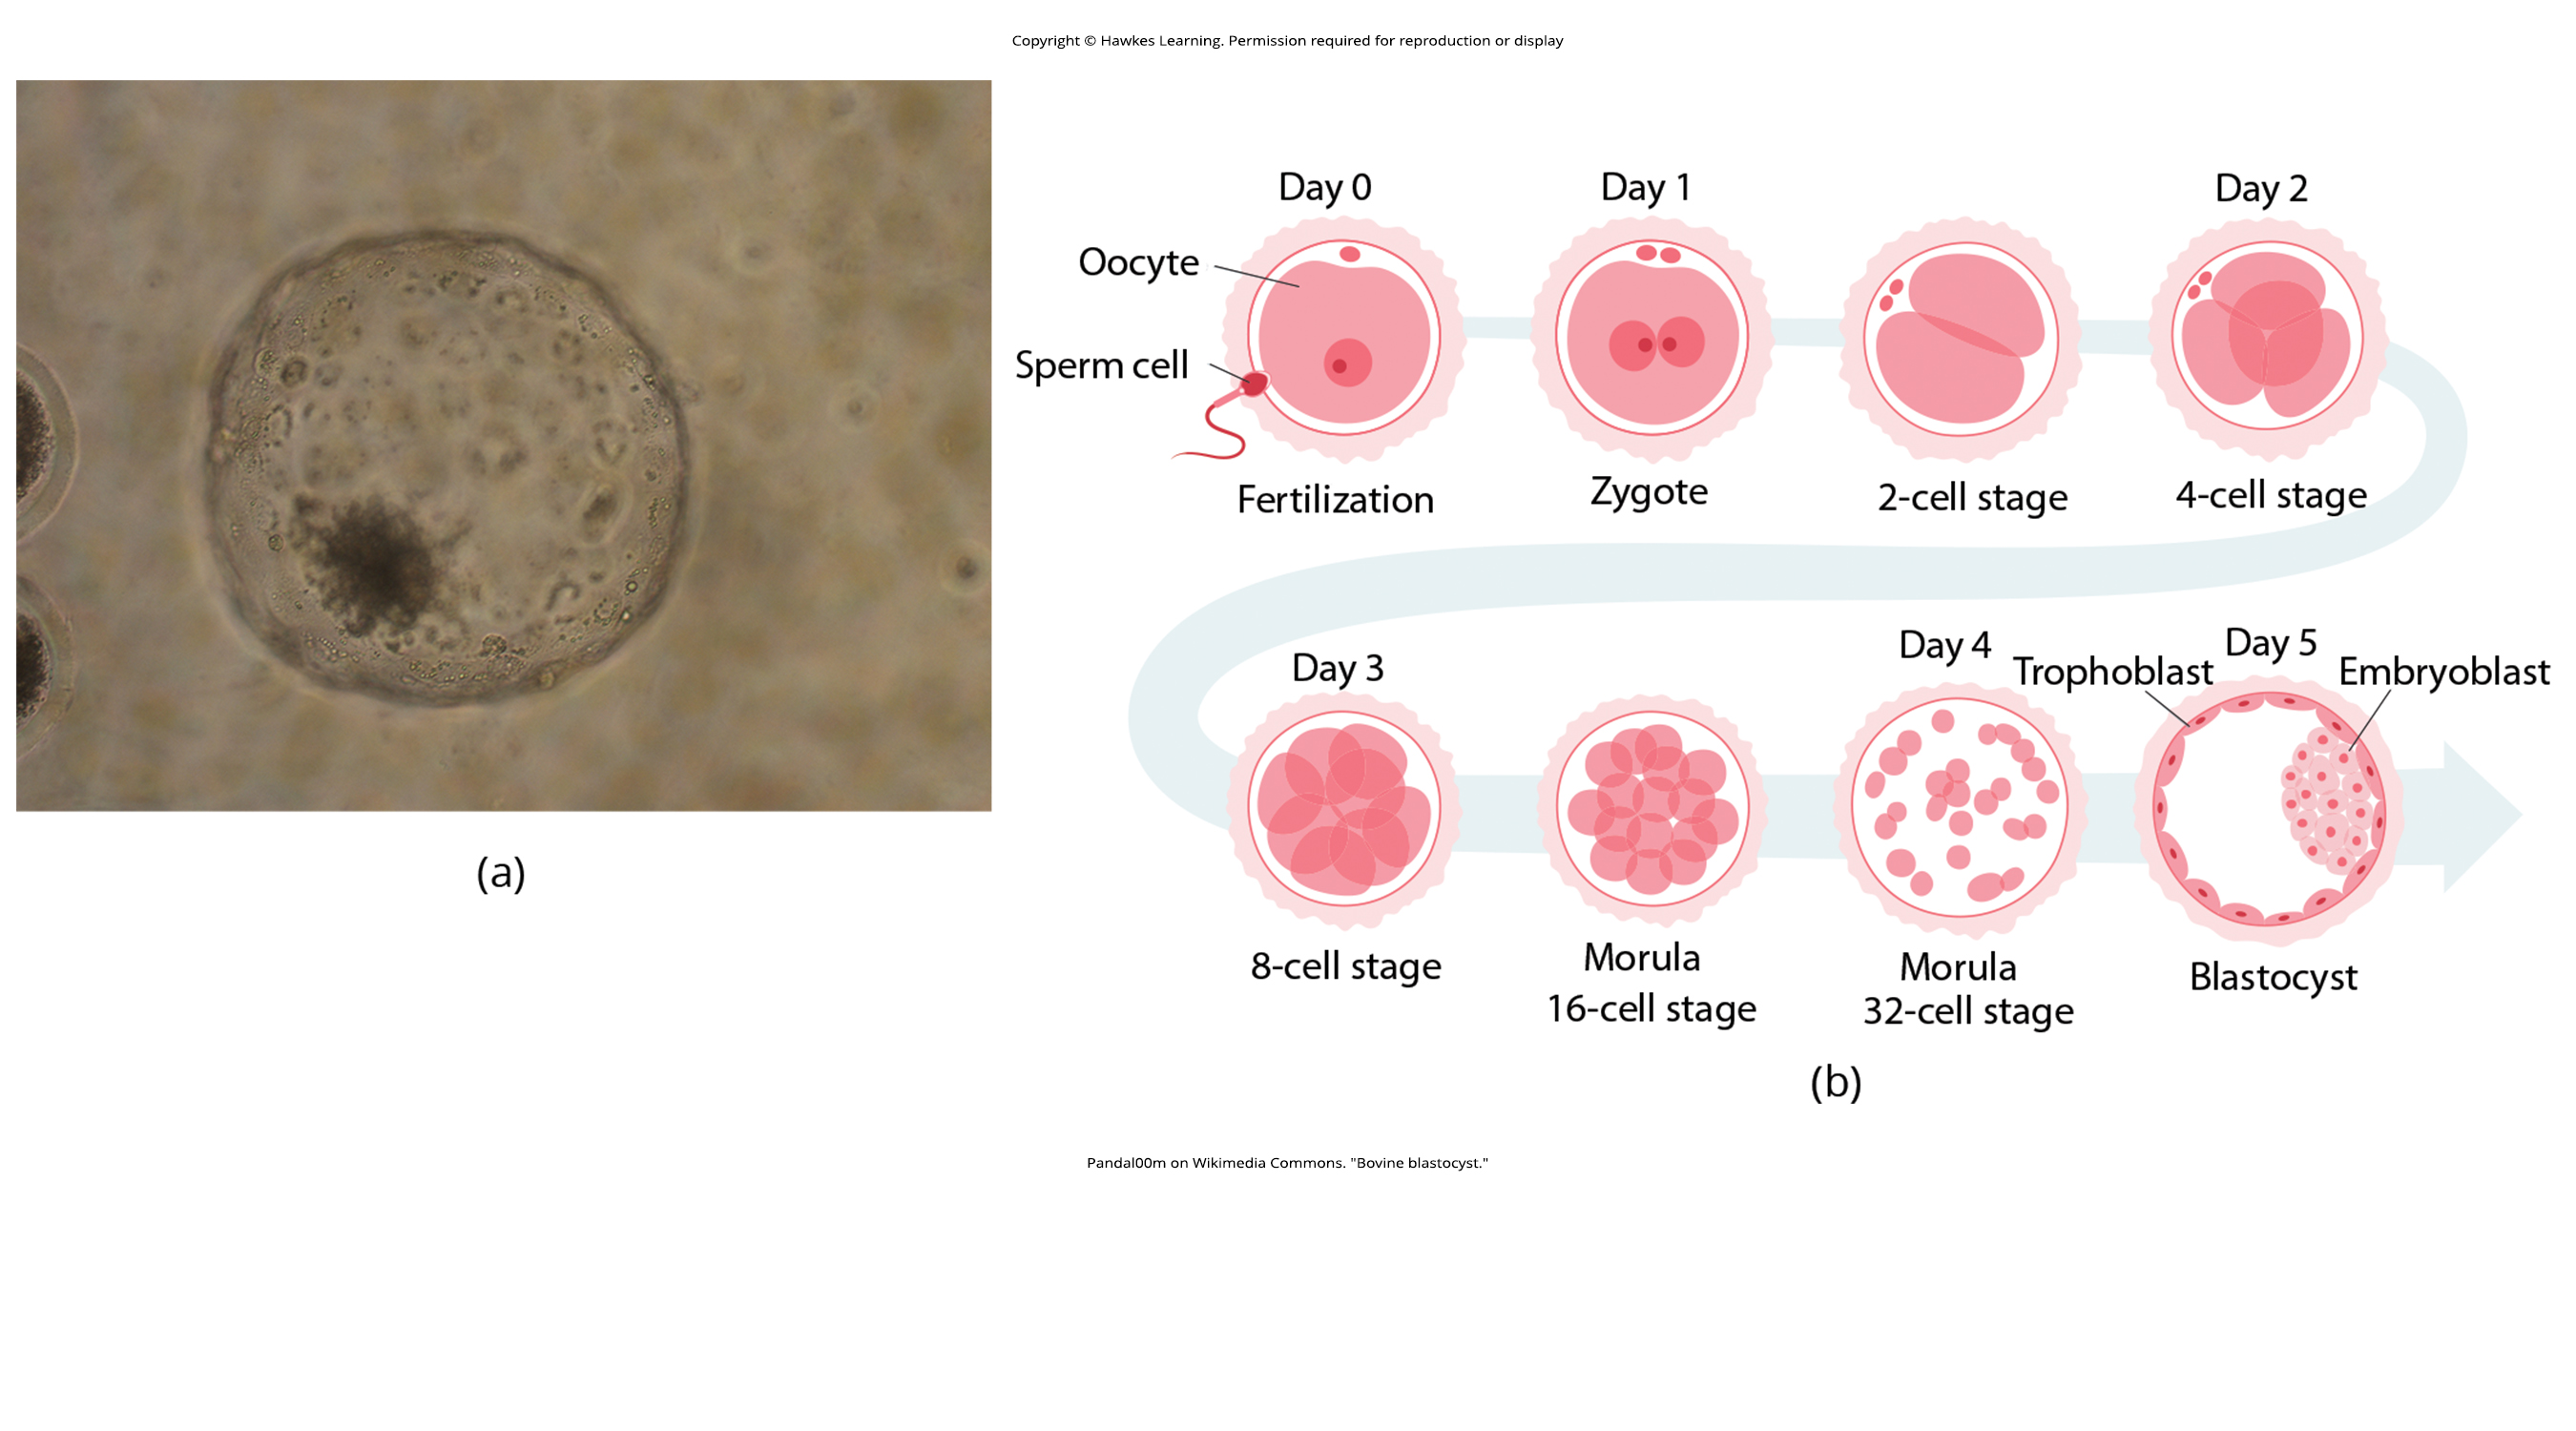 Copyright © Hawkes Learning. Permission required for reproduction or display
(a)
Day 0
Day 1
Day 2
Oocyte
Sperm cell
Fertilization
Zygote
2-cell stage
4-cell stage
Day 3
Day 4
Day 5
Trophoblast
Embryoblast
8-cell stage
Morula
16-cell stage
Morula
32-cell stage
Blastocyst
(b)
Pandal00m on Wikimedia Commons. "Bovine blastocyst."